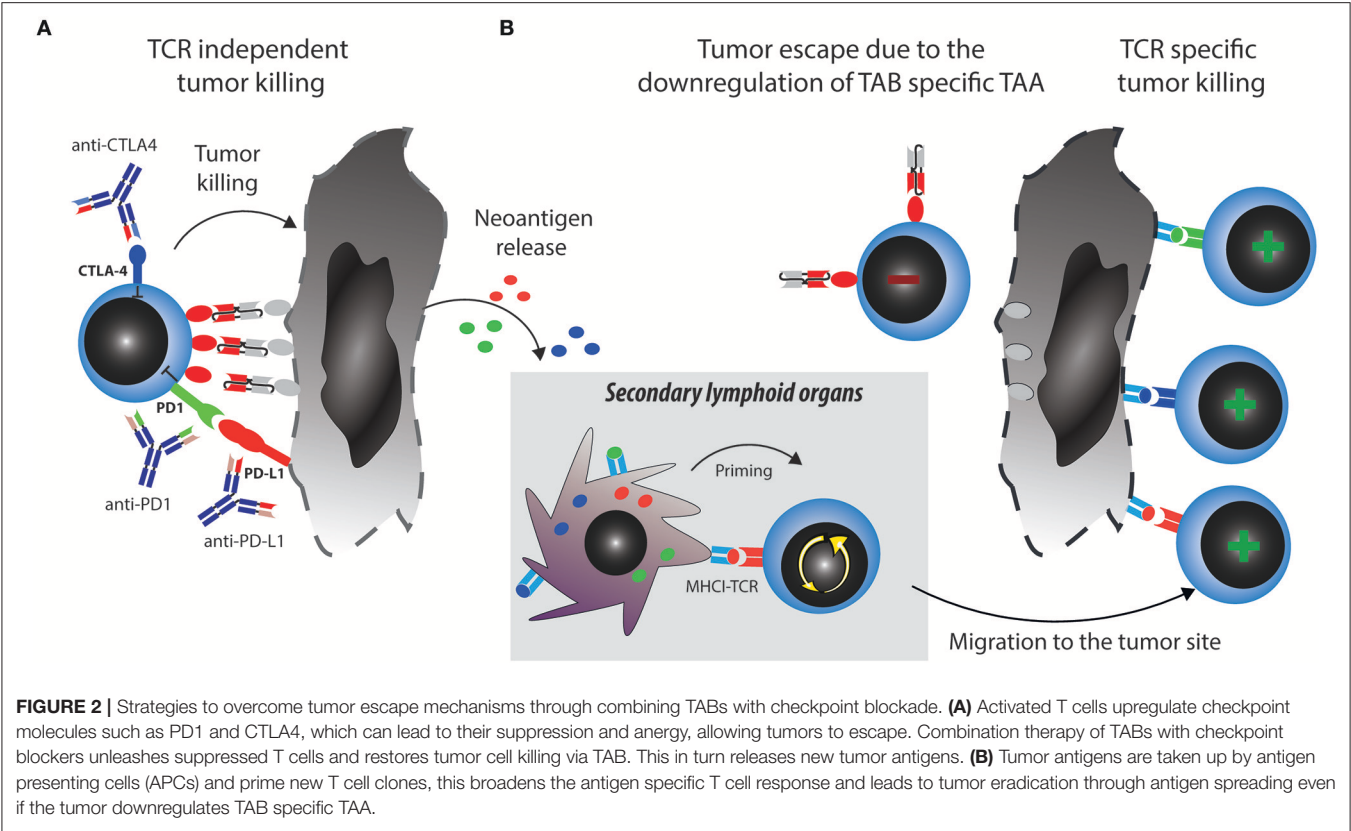 A
TCR independent
tumor killing
anti-CTLA4
Tumor
killing
CTLA-4
PD1
anti-PD1
PD-L1
anti-PD-L1
Neoantigen
release
B
Tumor escape due to the
downregulation of TAB specific TAA
TCR specific
tumor killing
Secondary lymphoid organs
Priming
MHCI-TCR
Migration to the tumor site
FIGURE 2 | Strategies to overcome tumor escape mechanisms through combining TABs with checkpoint blockade. (A) Activated T cells upregulate checkpoint
molecules such as PD1 and CTLA4, which can lead to their suppression and anergy, allowing tumors to escape. Combination therapy of TABs with checkpoint
blockers unleashes suppressed T cells and restores tumor cell killing via TAB. This in turn releases new tumor antigens. (B) Tumor antigens are taken up by antigen
presenting cells (APCs) and prime new T cell clones, this broadens the antigen specific T cell response and leads to tumor eradication through antigen spreading even
if the tumor downregulates TAB specific TAA.